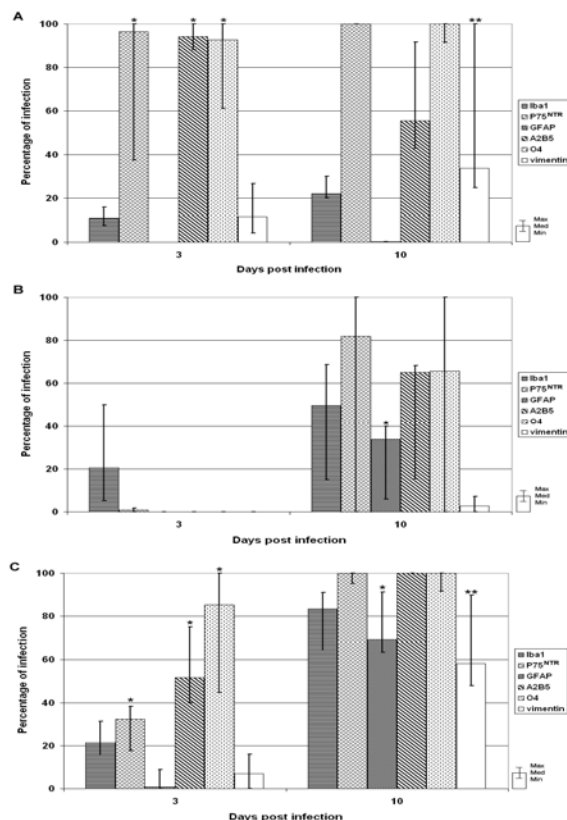 A
* * * **
100
80
60
40
20
0
Percentage of infection
3 10
Days post infection
Iba1
P75NTR
GFAP
A2B5
O4
vimentin
Max
Med
Min
B
100
80
60
40
20
0
*
Percentage of infection
3 10
Days post infection
Iba1
P75NTR
GFAP
A2B5
O4
vimentin
Max
Med
Min
C
100
80
60
40
20
0
* * * * **
Percentage of infection
3 10
Days post infection
Iba1
P75NTR
GFAP
A2B5
O4
vimentin
Max
Med
Min